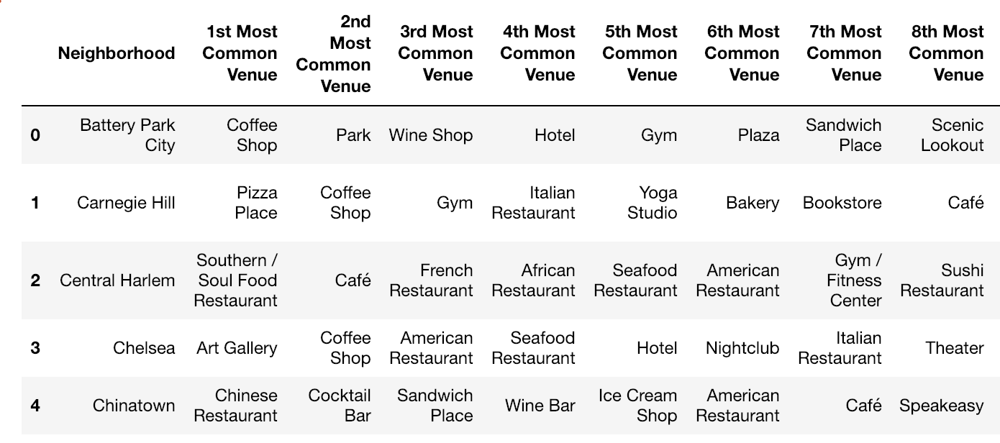 Neighborhood 1st Most Common Venue 2nd Most Common Venue 3rd Most Common Venue 4th Most Common Venue 5th Most Common Venue 6th Most Common Venue 7th Most Common Venue 8th Most Common Venue
0 Battery Park City Coffee Shop Park Wine Shop Hotel Gym Plaza Sandwich Place Scenic Lookout
1 Carnegie Hill Pizza Place Coffee Shop Gym Italian Restaurant Yoga Studio Bakery Bookstore Café
2 Central Harlem Southern / Soul Food Restaurant Café French Restaurant African Restaurant Seafood Restaurant American Restaurant Gym / Fitness Center Sushi Restaurant
3 Chelsea Art Gallery Coffee Shop American Restaurant Seafood Restaurant Hotel Nightclub Italian Restaurant Theater
4 Chinatown Chinese Restaurant Cocktail Bar Sandwich Place Wine Bar Ice Cream Shop American Restaurant Café Speakeasy